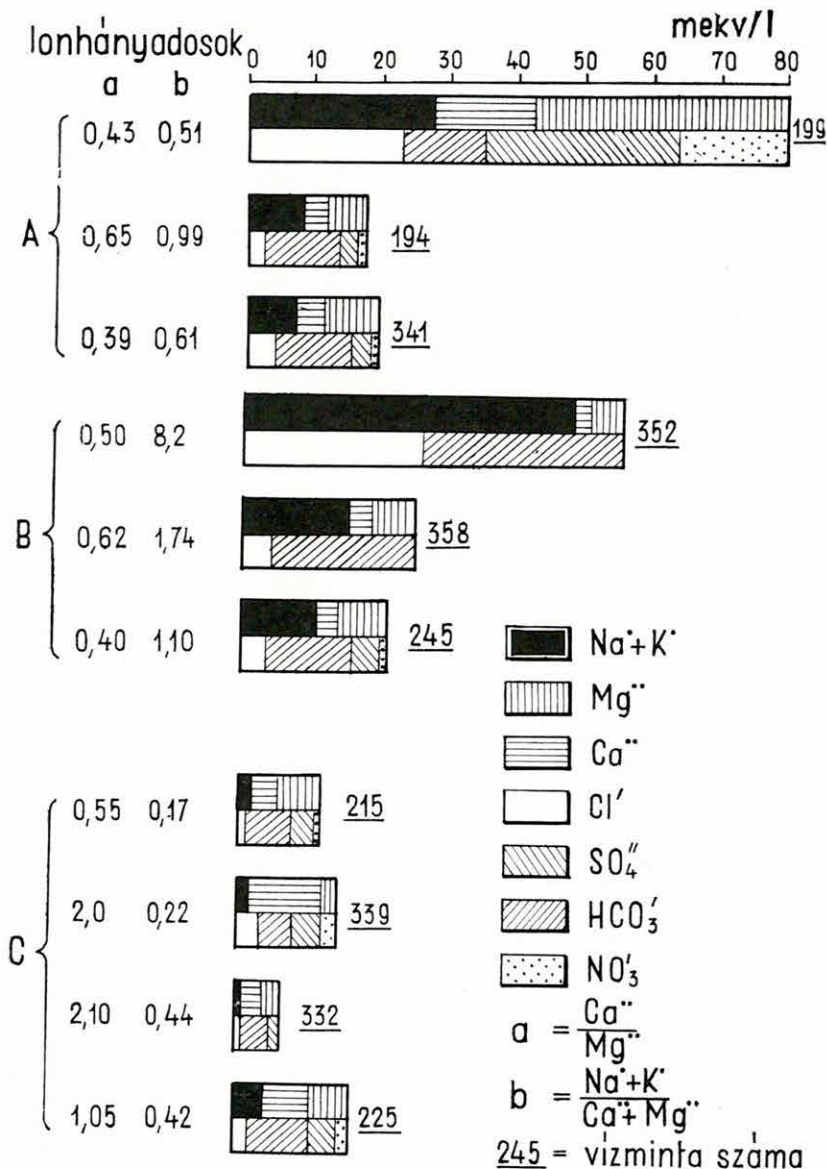 Ionhányadosok
a b
mekv/l
0 10 20 30 40 50 60 70 80
A
0,43 0,51 199
0,65 0,99 194
0,39 0,61 341
B
0,50 8,2 352
0,62 1,74 358
0,40 1,10 245
C
0,55 0,17 215
2,0 0,22 339
2,10 0,44 332
1,05 0,42 225
Na˙+K˙
Mg¨
Ca¨
Cl′
SO₄″
HCO₃′
NO₃′
a = Ca¨/Mg¨
b = Na˙+K˙/Ca¨+Mg¨
245 = vízminta száma